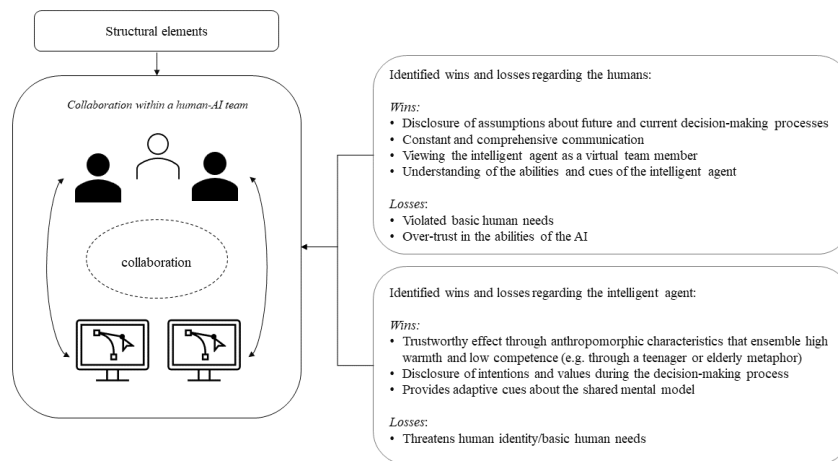 Structural elements
Collaboration within a human-AI team
collaboration
Identified wins and losses regarding the humans:
Wins:
• Disclosure of assumptions about future and current decision-making processes
• Constant and comprehensive communication
• Viewing the intelligent agent as a virtual team member
• Understanding of the abilities and cues of the intelligent agent
Losses:
• Violated basic human needs
• Over-trust in the abilities of the AI
Identified wins and losses regarding the intelligent agent:
Wins:
• Trustworthy effect through anthropomorphic characteristics that ensemble high
warmth and low competence (e.g. through a teenager or elderly metaphor)
• Disclosure of intentions and values during the decision-making process
• Provides adaptive cues about the shared mental model
Losses:
• Threatens human identity/basic human needs